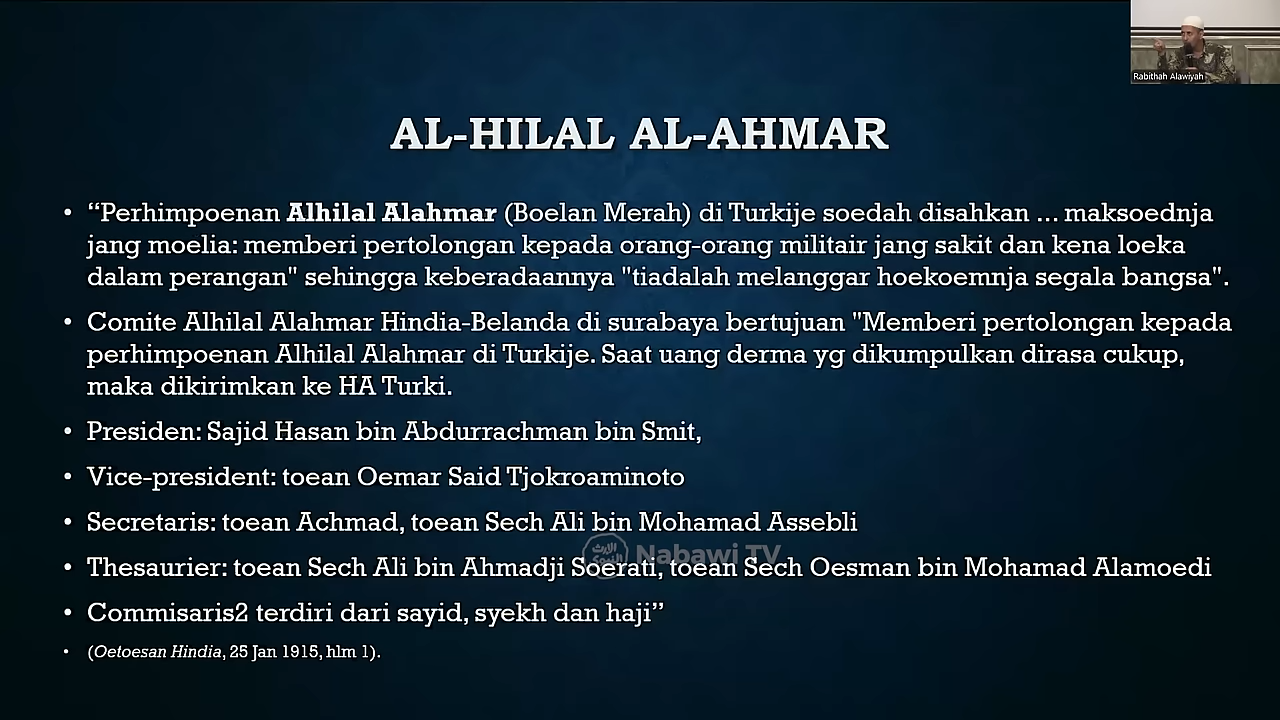 Rabithah Alawiyah
AL-HILAL AL-AHMAR
• “Perhimpoenan Alhilal Alahmar (Boelan Merah) di Turkije soedah disahkan ... maksoednja
jang moelia: memberi pertolongan kepada orang-orang militair jang sakit dan kena loeka
dalam perangan" sehingga keberadaannya "tiadalah melanggar hoekoemnja segala bangsa".
• Comite Alhilal Alahmar Hindia-Belanda di surabaya bertujuan "Memberi pertolongan kepada
perhimpoenan Alhilal Alahmar di Turkije. Saat uang derma yg dikumpulkan dirasa cukup,
maka dikirimkan ke HA Turki.
• Presiden: Sajid Hasan bin Abdurrachman bin Smit,
• Vice-president: toean Oemar Said Tjokroaminoto
• Secretaris: toean Achmad, toean Sech Ali bin Mohamad Assebli
Nabawi TV
• Thesaurier: toean Sech Ali bin Ahmadji Soerati, toean Sech Oesman bin Mohamad Alamoedi
• Commisaris2 terdiri dari sayid, syekh dan haji”
• (Oetoesan Hindia, 25 Jan 1915, hlm 1).